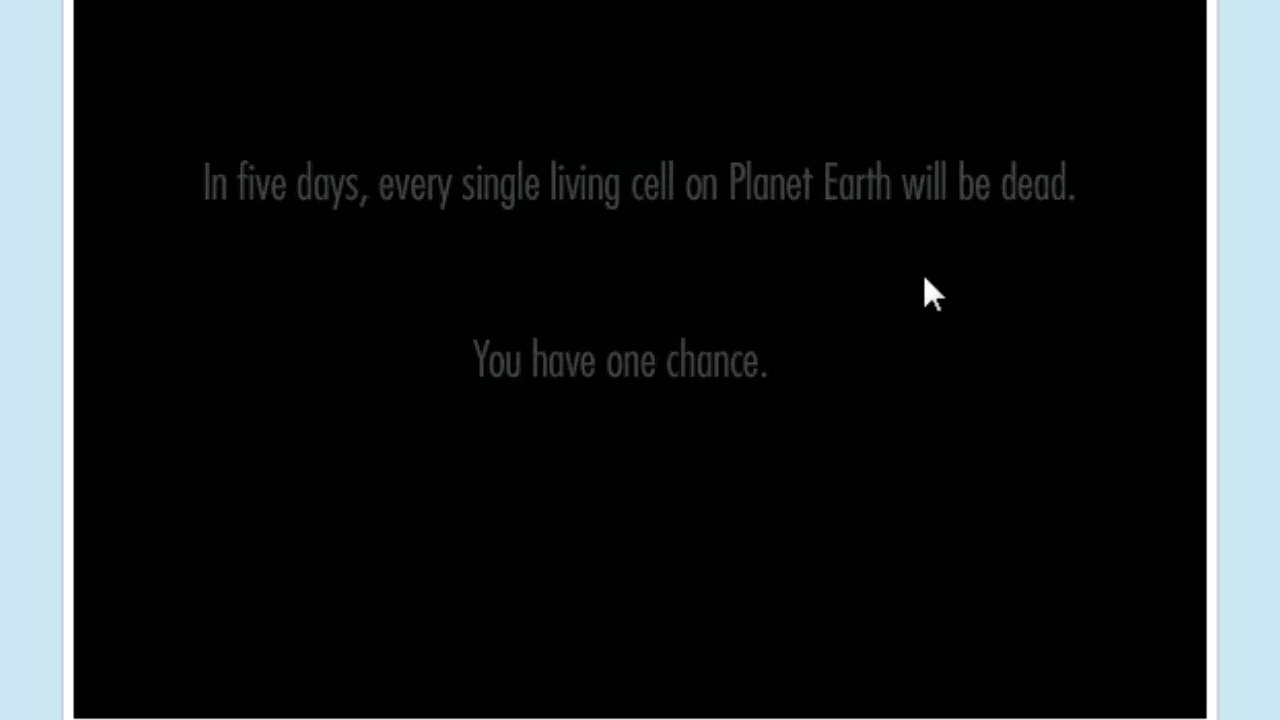 In five days, every single living cell on Planet Earth will be dead.
You have one chance.